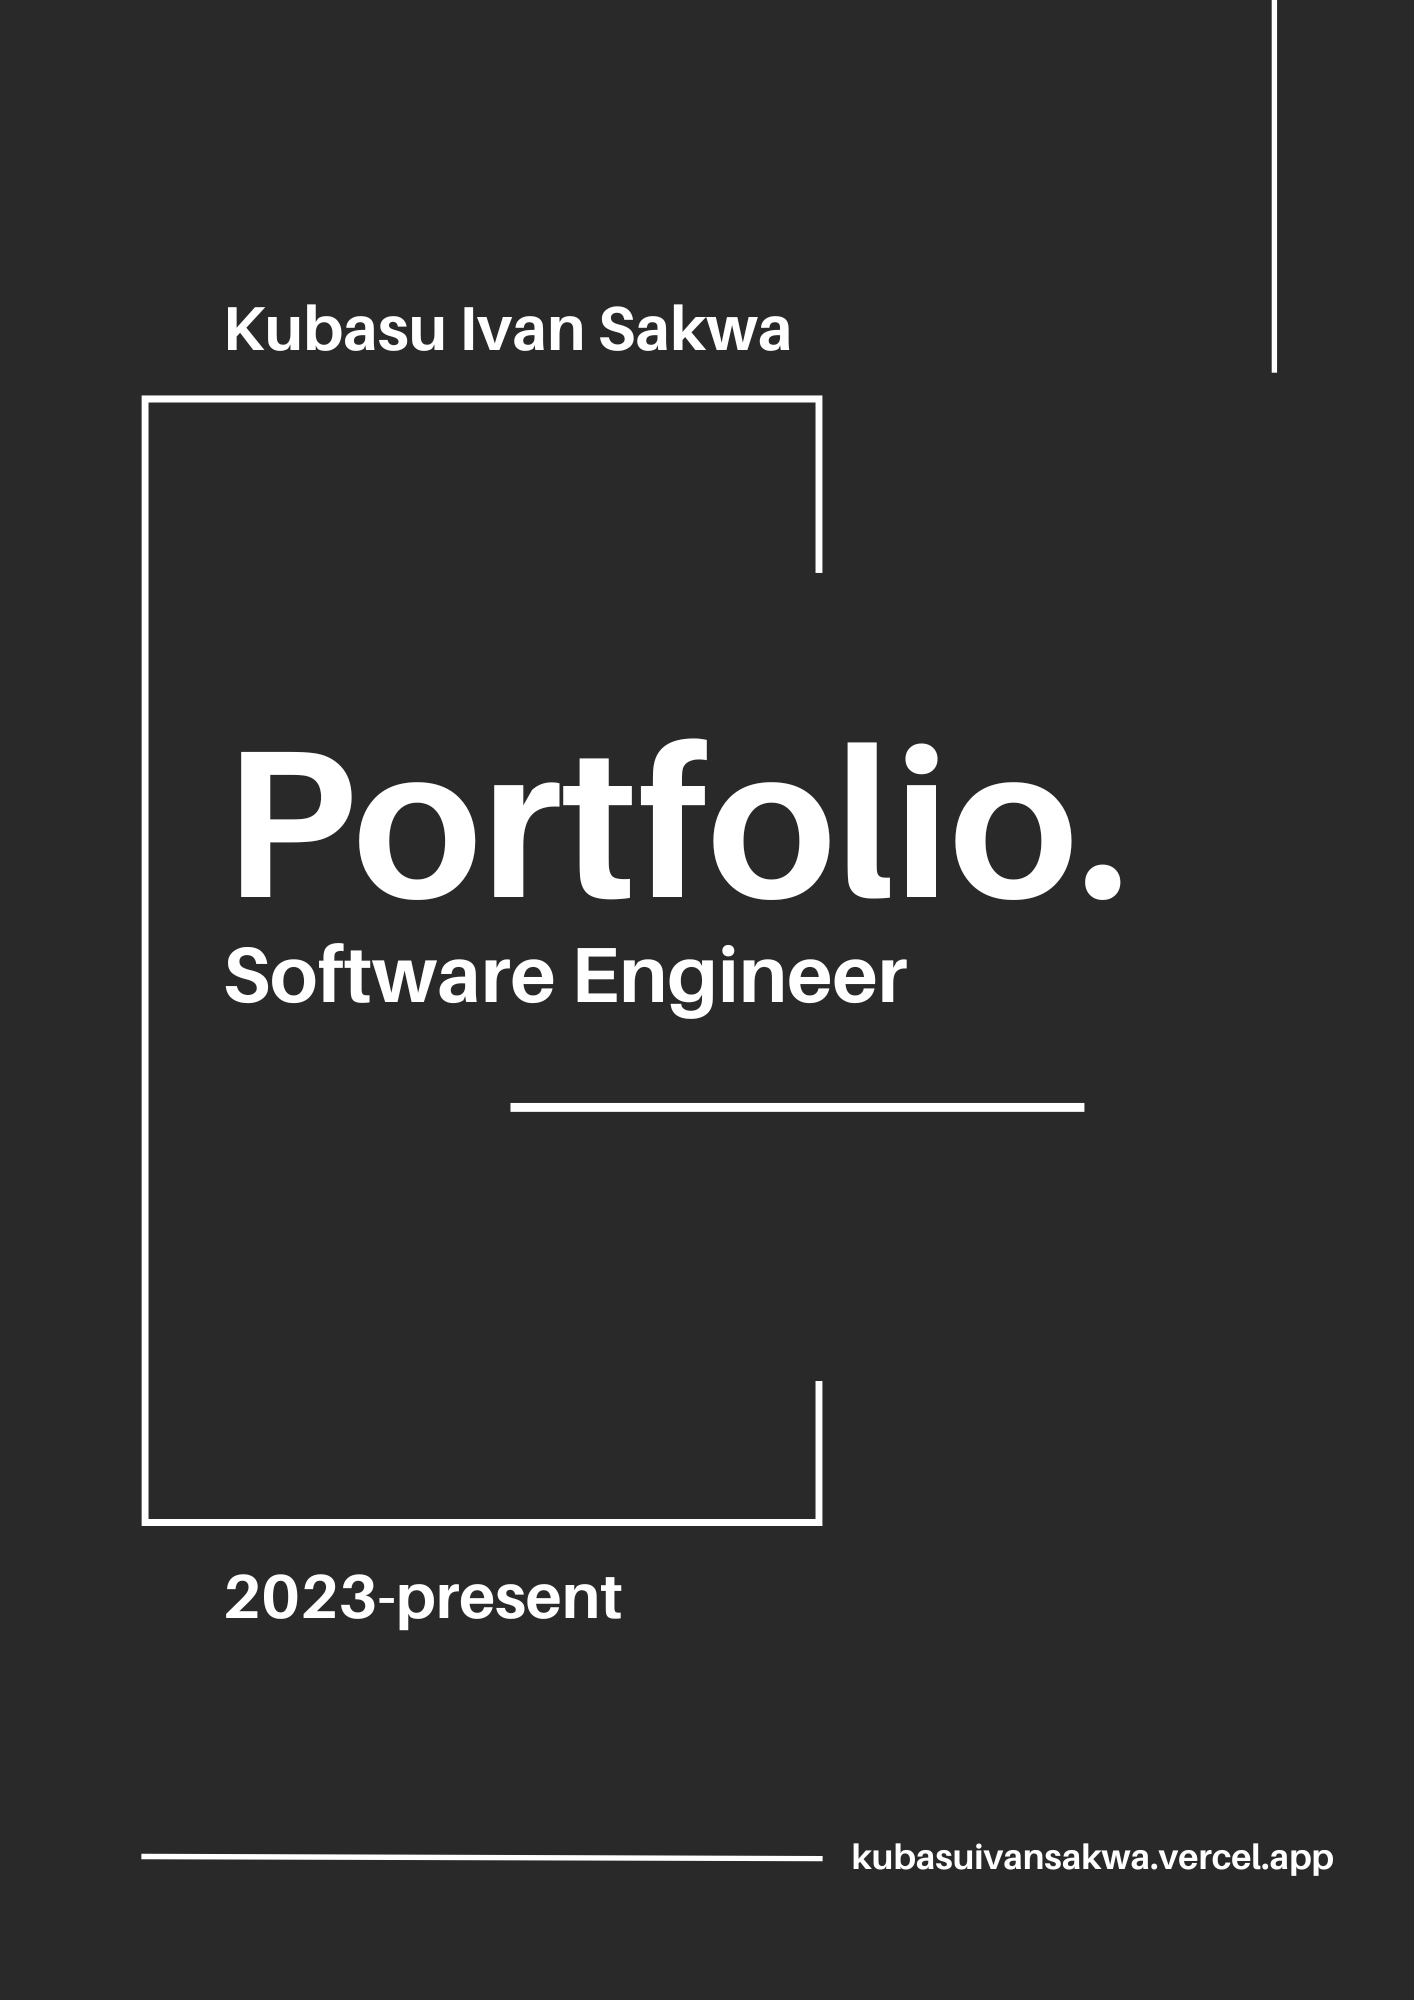 Kubasu Ivan Sakwa
Portfolio.
Software Engineer
2023-present
kubasuivansakwa.vercel.app